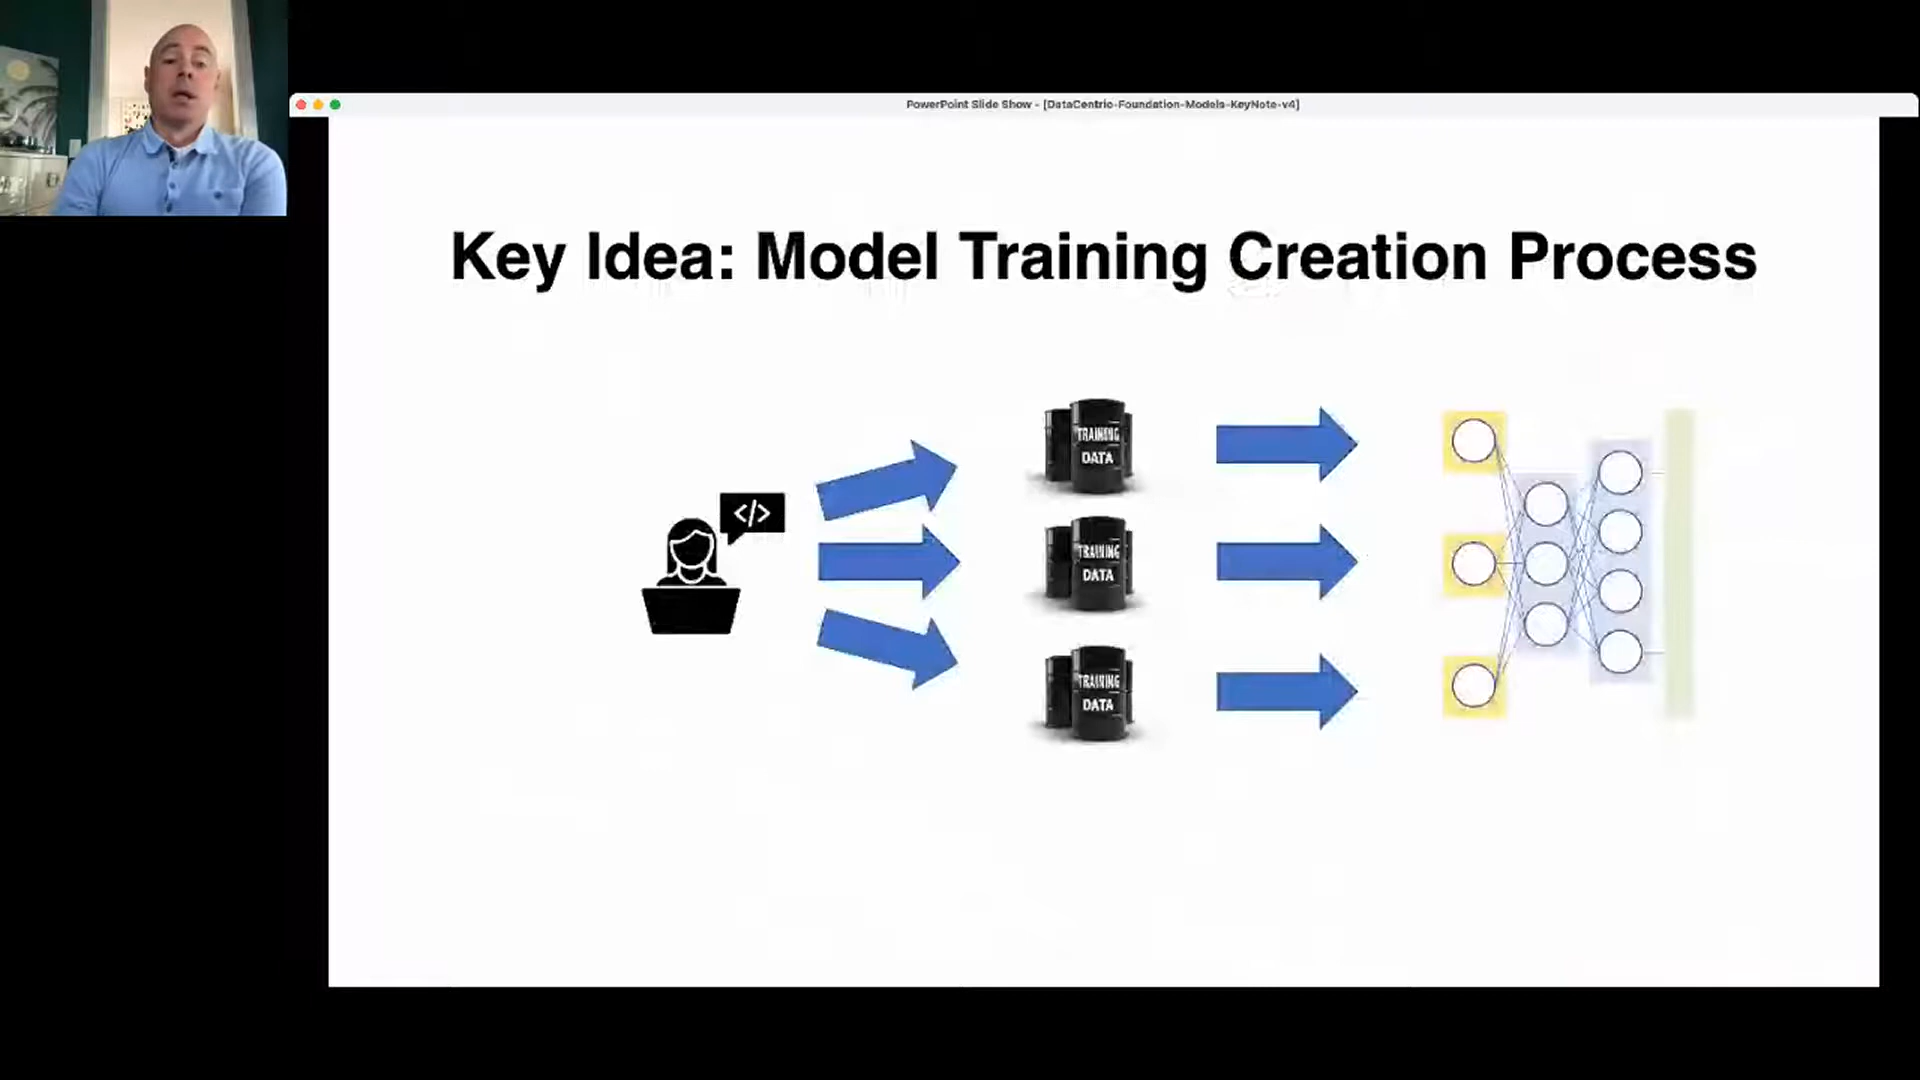 PowerPoint Slide Show - [DataCentric-Foundation-Models-KeyNote-v4]
Key Idea: Model Training Creation Process
</>
TRAINING
DATA
TRAINING
DATA
TRAINING
DATA